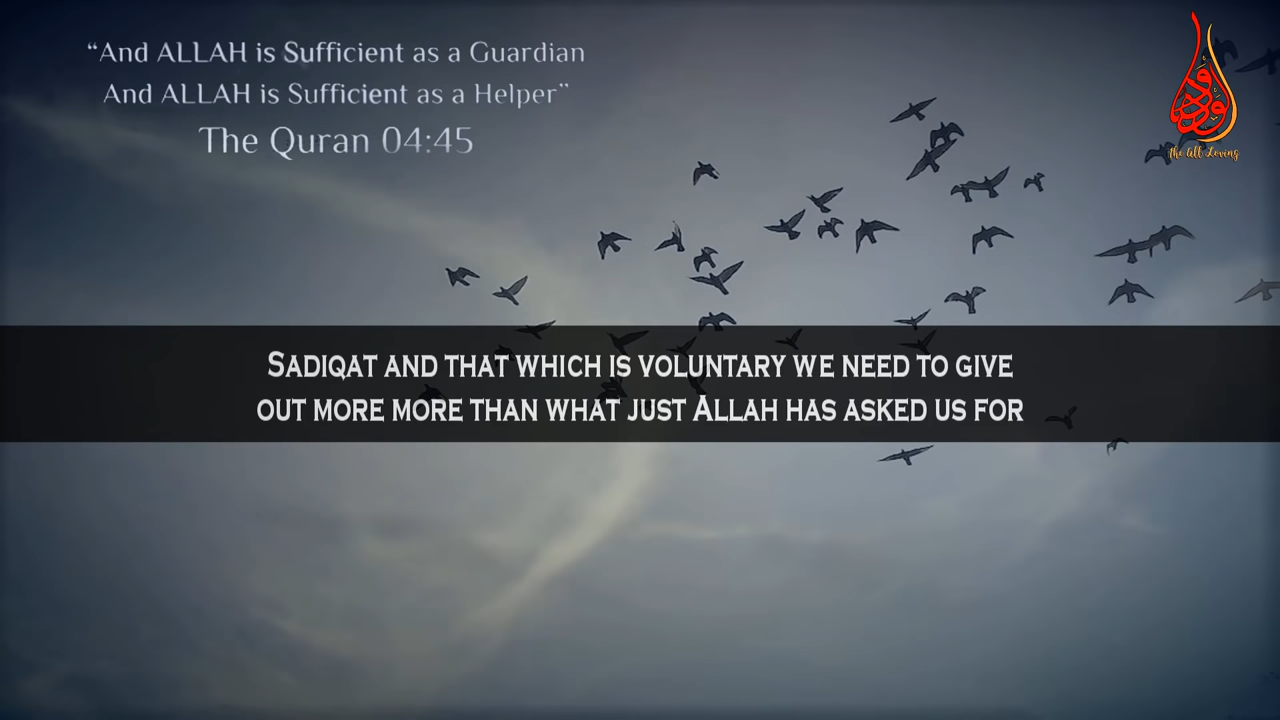 “And ALLAH is Sufficient as a Guardian
And ALLAH is Sufficient as a Helper”
The Quran 04:45
الودود
the All Loving
Sadiqat and that which is voluntary we need to give
out more more than what just Allah has asked us for